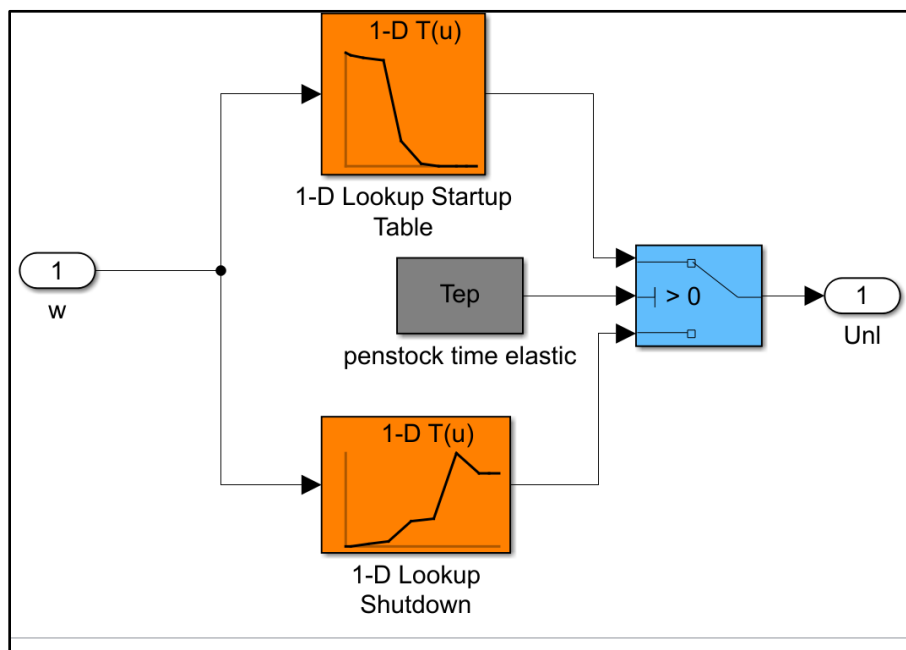 1-D T(u)
1-D Lookup Startup
Table
1
w
Tep
penstock time elastic
> 0
1
Unl
1-D T(u)
1-D Lookup
Shutdown